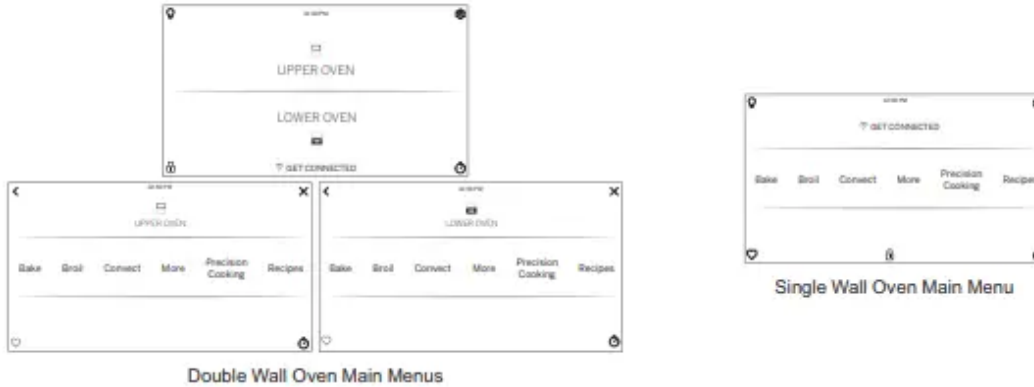 UPPER OVEN
LOWER OVEN
GET CONNECTED
UPPER OVEN
Bake Broil Convect More Precision Cooking Recipes
LOWER OVEN
Bake Broil Convect More Precision Cooking Recipes
Double Wall Oven Main Menus
GET CONNECTED
Bake Broil Convect More Precision Cooking Recipes
Single Wall Oven Main Menu